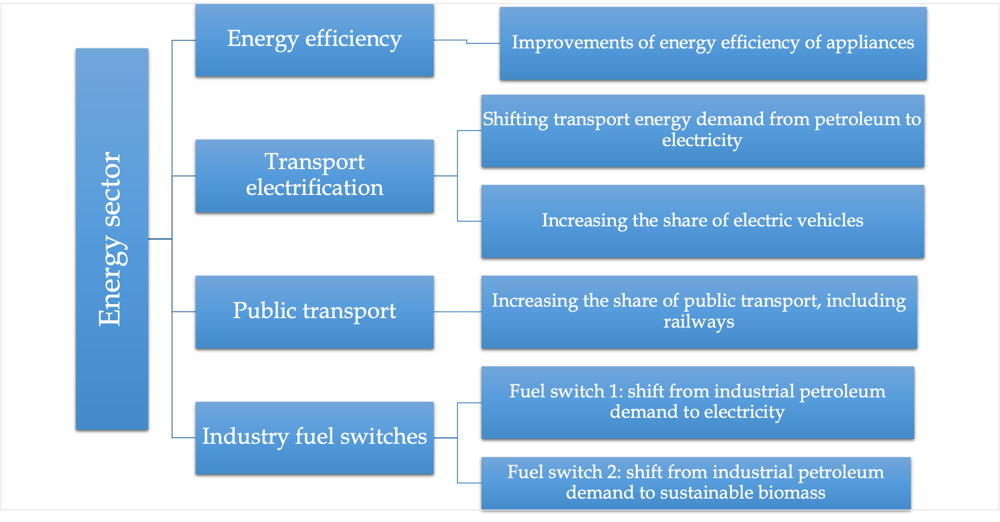 Energy sector
Energy efficiency
Improvements of energy efficiency of appliances
Transport
electrification
Shifting transport energy demand from petroleum to
electricity
Increasing the share of electric vehicles
Public transport
Increasing the share of public transport, including
railways
Industry fuel switches
Fuel switch 1: shift from industrial petroleum
demand to electricity
Fuel switch 2: shift from industrial petroleum
demand to sustainable biomass